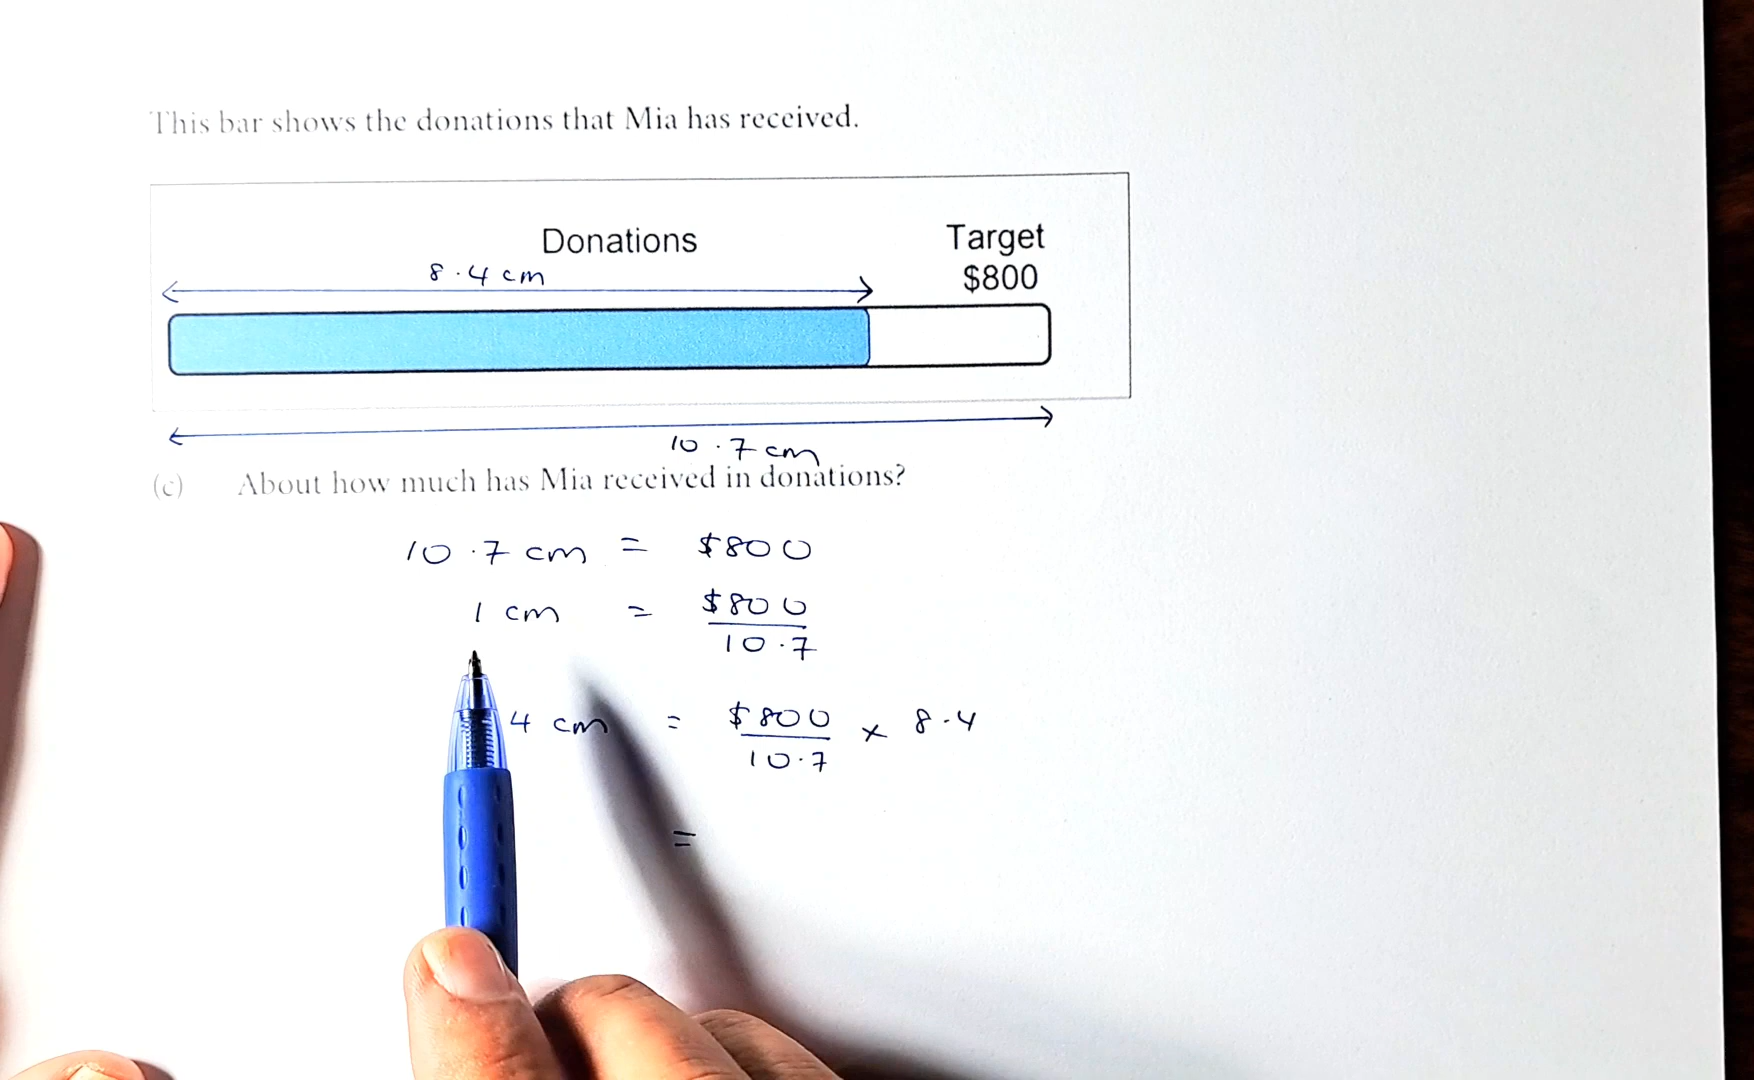 This bar shows the donations that Mia has received.
Donations
Target
$800
8.4 cm
10.7 cm
(c) About how much has Mia received in donations?
10.7 cm = $800
1 cm = $800
10.7
4 cm = $800 × 8.4
10.7
=